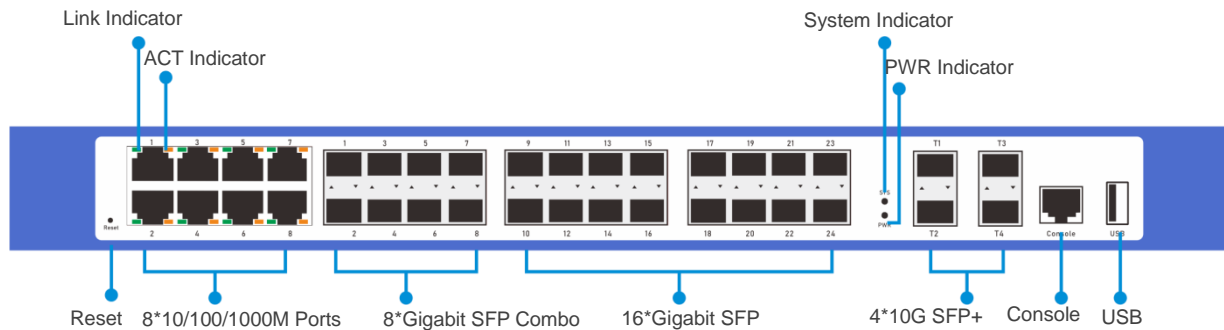 Link Indicator
System Indicator
ACT Indicator
PWR Indicator
1 3 5 7 1 3 5 7 9 11 13 15 17 19 21 23 T1 T3
SYS
Reset
PWR
2 4 6 8 2 4 6 8 10 12 14 16 18 20 22 24 T2 T4 Console USB
Reset 8*10/100/1000M Ports 8*Gigabit SFP Combo 16*Gigabit SFP 4*10G SFP+ Console USB